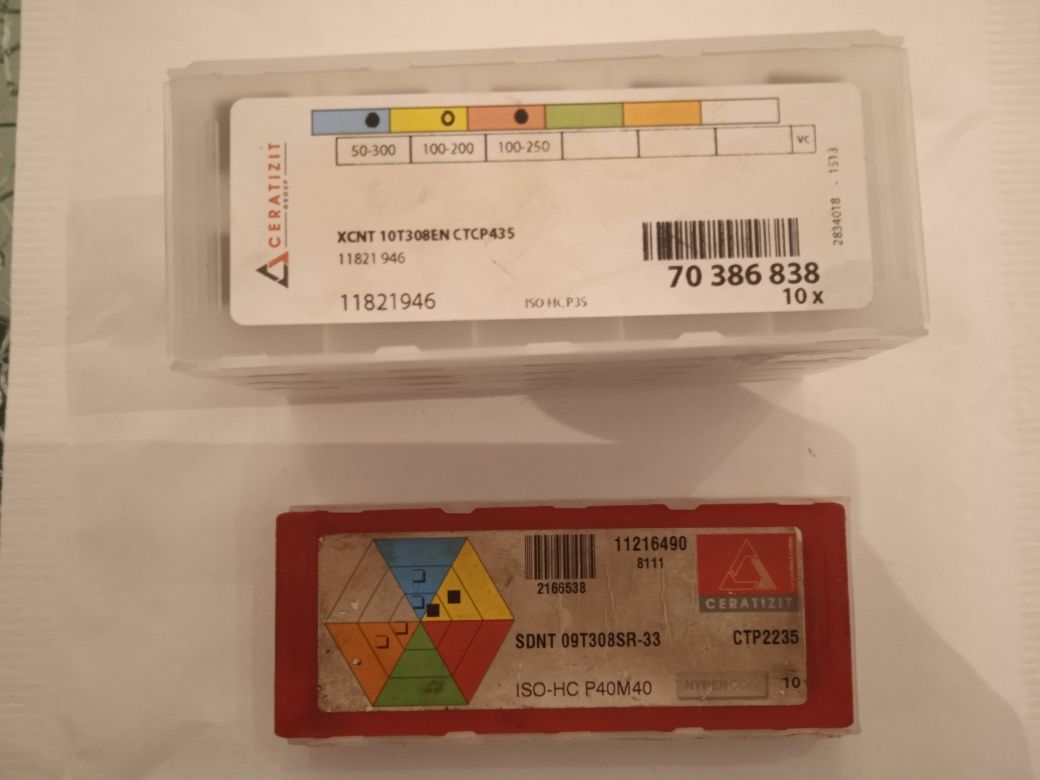 50-300 100-200 100-250 VC
CERATIZIT
GROUP
XCNT 10T308EN CTCP435
11821 946
11821946
ISO HC P35
70 386 838
10 x
2834018 - 1513
11216490
8111
2166538
CERATIZIT
SDNT 09T308SR-33 CTP2235
ISO-HC P40M40
HYPERCOAT
10